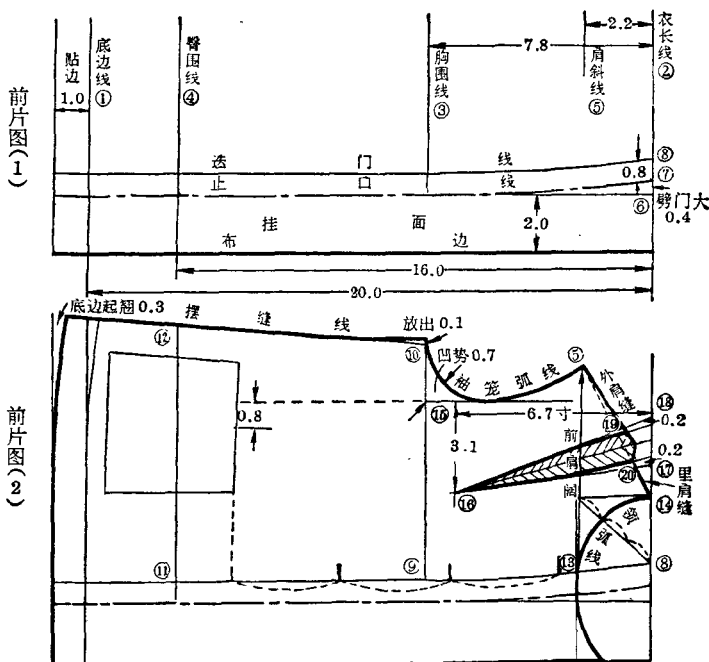 前片图(1)
贴边
1.0
底边线①
臀围线④
7.8
2.2
胸围线③
肩斜线⑤
衣长线②
迭门线
止口线
⑧
⑦
0.8
⑥
劈门大
0.4
挂面
布边
2.0
16.0
20.0
前片图(2)
底边起翘0.3
摆缝线
放出0.1
⑫
⑩
凹势0.7
袖笼弧线
⑤
外肩缝
⑱
0.2
⑲
⑮
6.7寸
前肩阔
0.8
3.1
0.2
⑰
⑳
⑯
里肩缝
⑭
领弧线
⑪
⑨
⑬
⑧